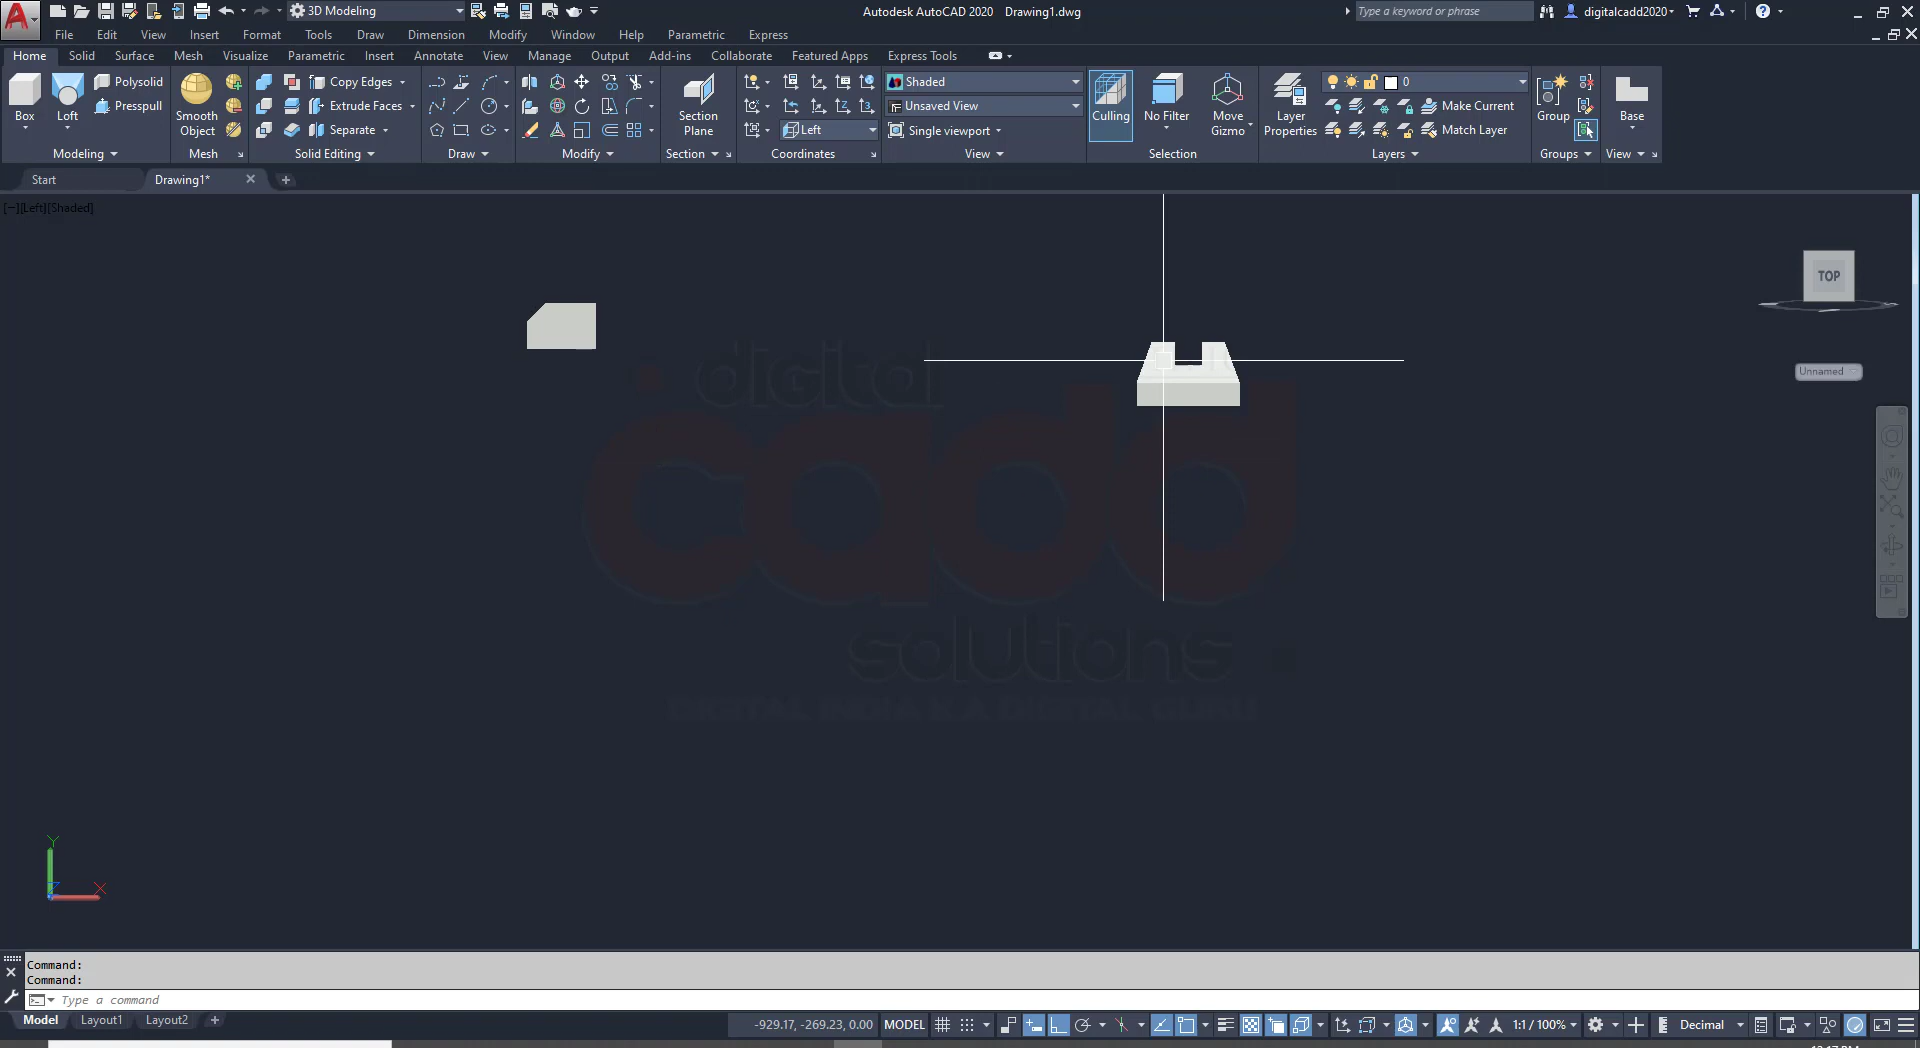 3D Modeling
Autodesk AutoCAD 2020 Drawing1.dwg
Type a keyword or phrase
digitalcadd2020
File Edit View Insert Format Tools Draw Dimension Modify Window Help Parametric Express
Home Solid Surface Mesh Visualize Parametric Insert Annotate View Manage Output Add-ins Collaborate Featured Apps Express Tools
Box
Loft
Polysolid
Presspull
Modeling
Smooth Object
Mesh
Copy Edges
Extrude Faces
Separate
Solid Editing
Draw
Modify
Section Plane
Section
Left
Coordinates
Shaded
Unsaved View
Single viewport
View
Culling
No Filter
Move Gizmo
Selection
Layer Properties
0
Make Current
Match Layer
Layers
Group
Groups
Base
View
Start
Drawing1*
[−][Left][Shaded]
TOP
Unnamed
digital
cadd
solutions
DIGITAL INDIA KA DIGITAL GURU
Y
Z
X
Command:
Command:
Type a command
Model Layout1 Layout2
-929.17, -269.23, 0.00 MODEL
1:1 / 100%
Decimal